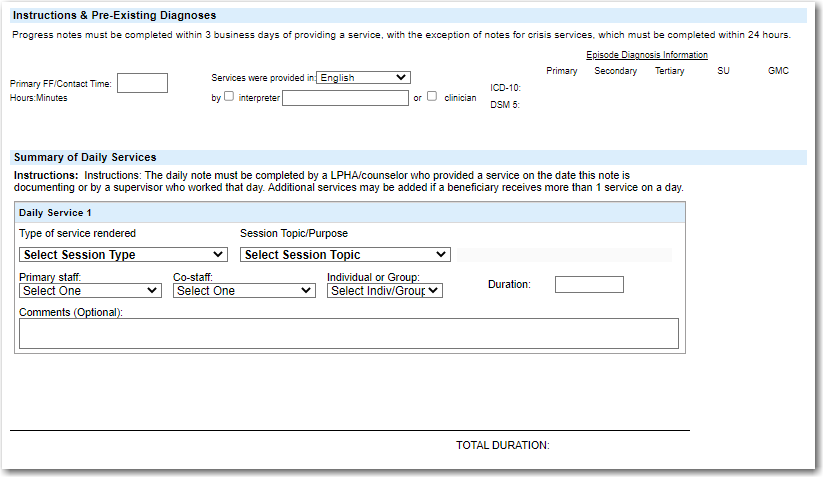 Instructions & Pre-Existing Diagnoses
Progress notes must be completed within 3 business days of providing a service, with the exception of notes for crisis services, which must be completed within 24 hours.
Episode Diagnosis Information
Primary Secondary Tertiary SU GMC
Primary FF/Contact Time:
Hours:Minutes
Services were provided in: English
by interpreter or clinician
ICD-10:
DSM 5:
Summary of Daily Services
Instructions: Instructions: The daily note must be completed by a LPHA/counselor who provided a service on the date this note is
documenting or by a supervisor who worked that day. Additional services may be added if a beneficiary receives more than 1 service on a day.
Daily Service 1
Type of service rendered Session Topic/Purpose
Select Session Type Select Session Topic
Primary staff: Co-staff: Individual or Group:
Select One Select One Select Indiv/Group Duration:
Comments (Optional):
TOTAL DURATION: